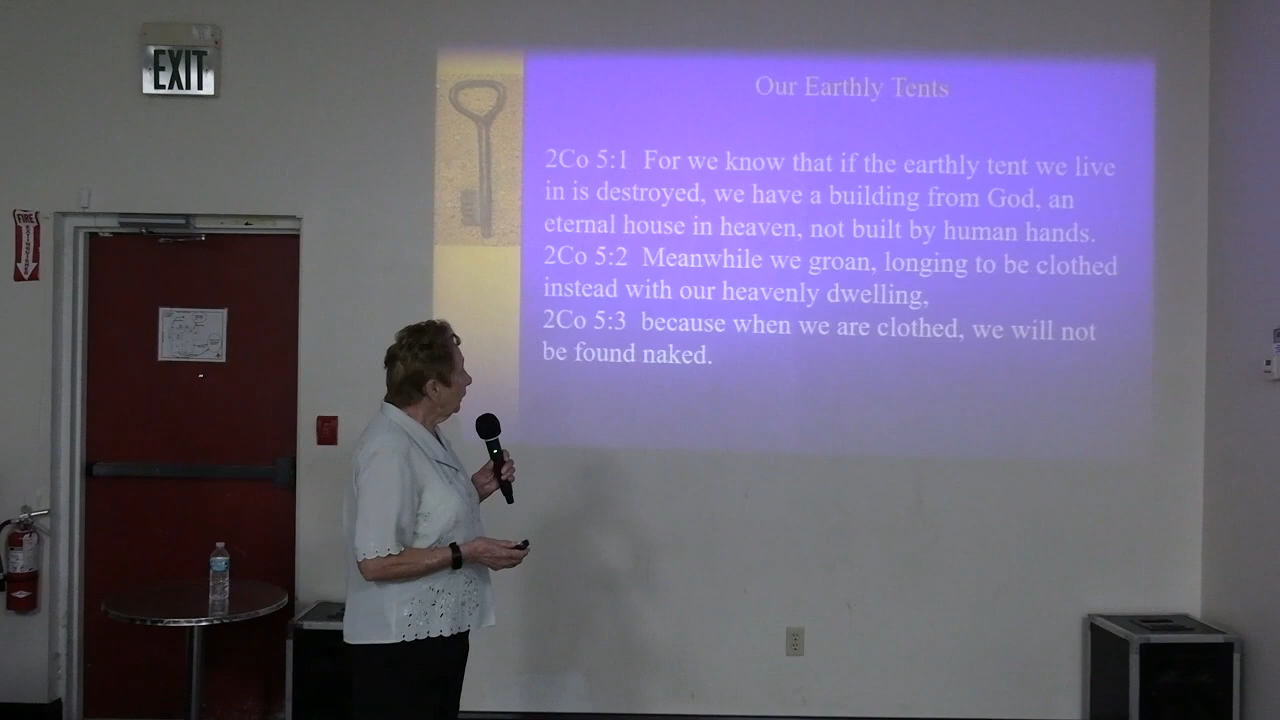 EXIT
Our Earthly Tents
2Co 5:1 For we know that if the earthly tent we live
in is destroyed, we have a building from God, an
eternal house in heaven, not built by human hands.
2Co 5:2 Meanwhile we groan, longing to be clothed
instead with our heavenly dwelling,
2Co 5:3 because when we are clothed, we will not
be found naked.
FIRE